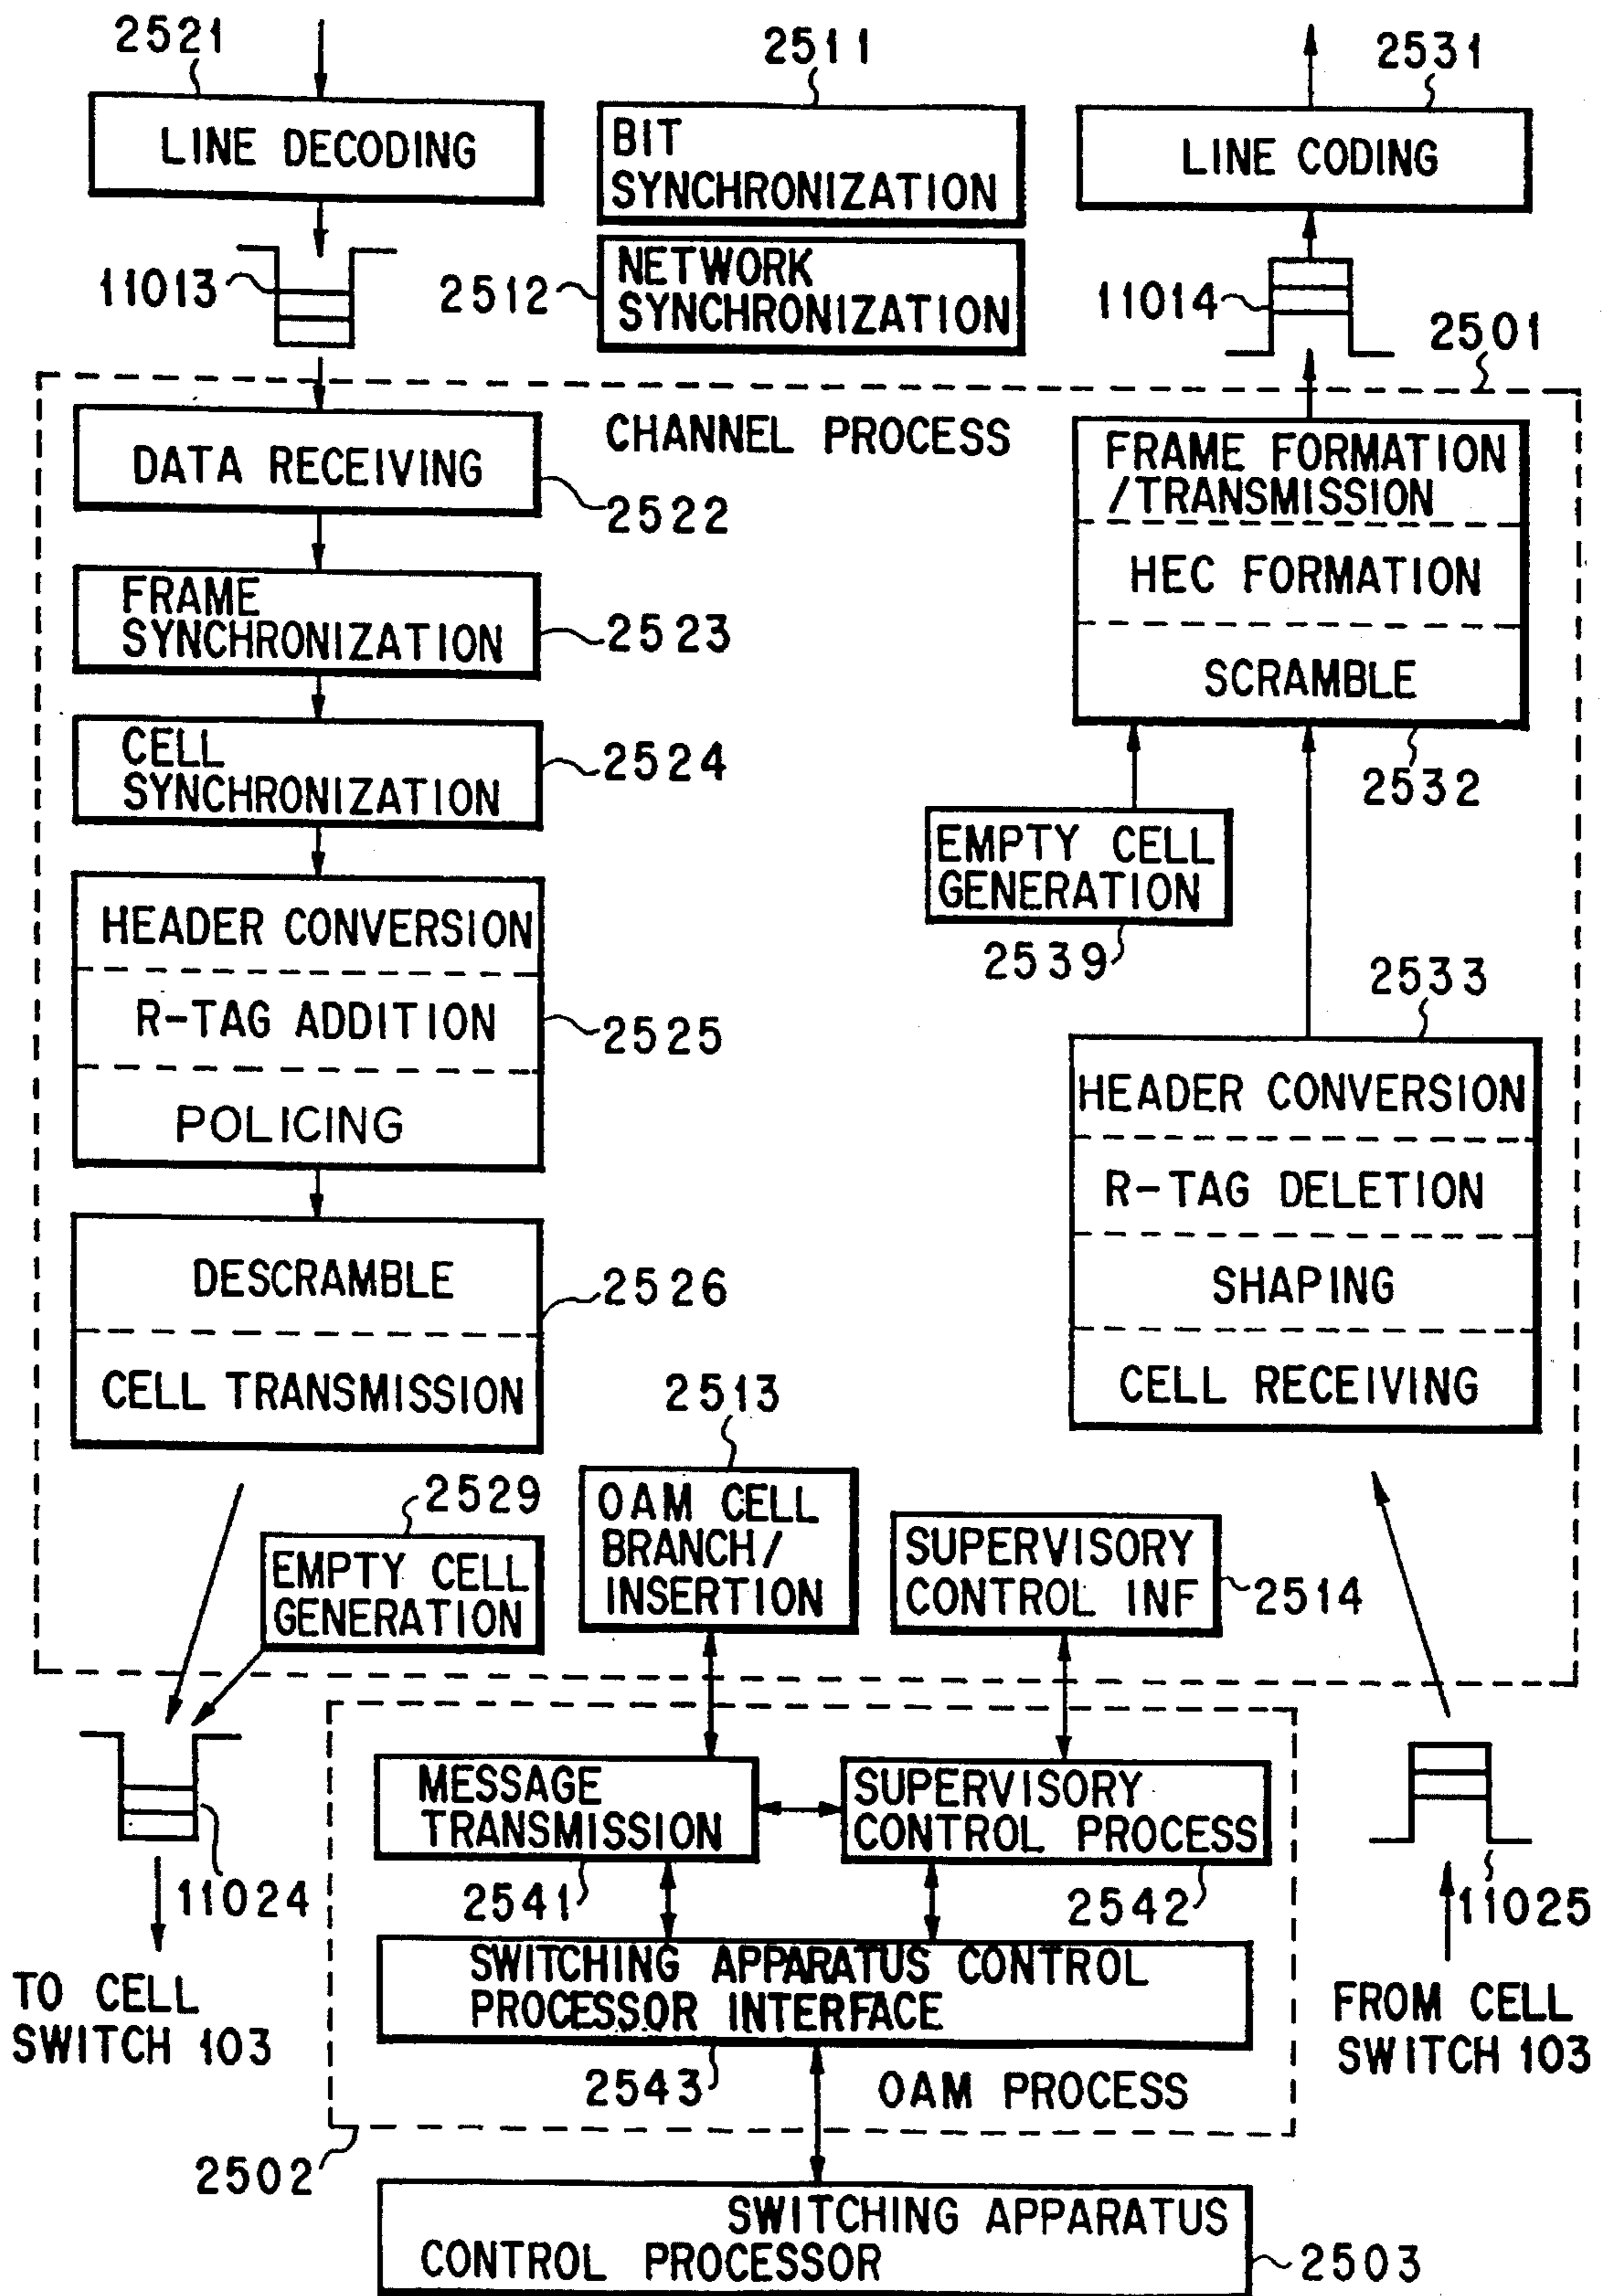 2521
2511
2531
LINE DECODING
BIT
SYNCHRONIZATION
LINE CODING
11013
2512
NETWORK
SYNCHRONIZATION
11014
2501
CHANNEL PROCESS
DATA RECEIVING
2522
FRAME FORMATION
/TRANSMISSION
HEC FORMATION
SCRAMBLE
2532
FRAME
SYNCHRONIZATION
2523
CELL
SYNCHRONIZATION
2524
EMPTY CELL
GENERATION
2539
HEADER CONVERSION
R-TAG ADDITION
POLICING
2525
2533
HEADER CONVERSION
R-TAG DELETION
SHAPING
CELL RECEIVING
DESCRAMBLE
CELL TRANSMISSION
2526
2513
2529
EMPTY CELL
GENERATION
OAM CELL
BRANCH/
INSERTION
SUPERVISORY
CONTROL INF
2514
MESSAGE
TRANSMISSION
SUPERVISORY
CONTROL PROCESS
2541
2542
11024
11025
TO CELL
SWITCH 103
SWITCHING APPARATUS CONTROL
PROCESSOR INTERFACE
FROM CELL
SWITCH 103
2543
OAM PROCESS
2502
SWITCHING APPARATUS
CONTROL PROCESSOR
2503